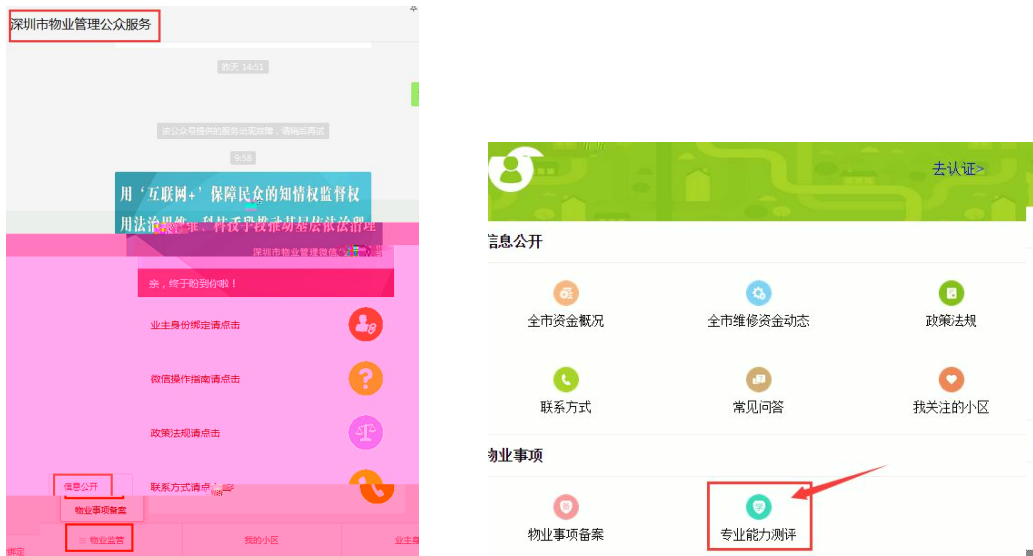 深圳市物业管理公众服务
昨天 14:51
该公众号提供的服务出现故障，请稍后再试
9:58
用‘互联网+’保障民众的知情权监督权
深圳市物业管理微信
亲，终于盼到你啦！
业主身份绑定请点击
微信操作指南请点击
政策法规请点击
联系方式请点
信息公开
物业事项备案
绑定
物业监管
我的小区
业主身
去认证>
信息公开
全市资金概况
全市维修资金动态
政策法规
联系方式
常见问答
我关注的小区
物业事项
物业事项备案
专业能力测评